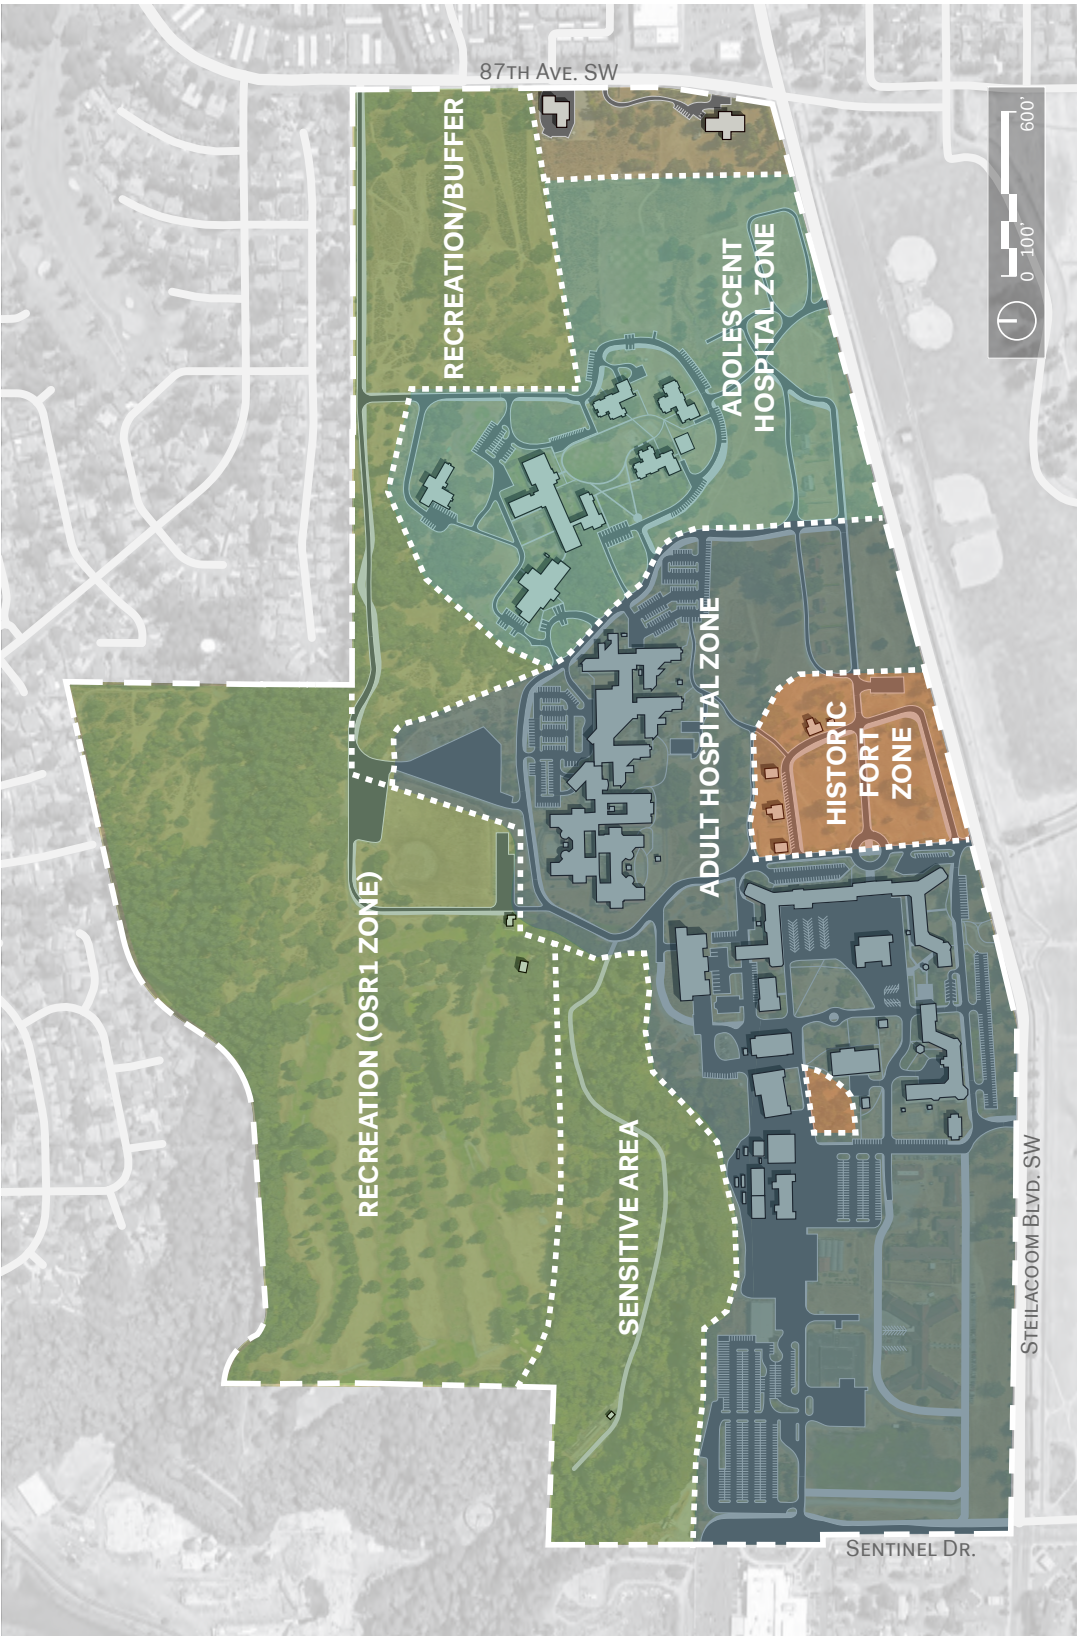 87TH AVE. SW
RECREATION/BUFFER
ADOLESCENT
HOSPITAL ZONE
0 100' 600'
ADULT HOSPITAL ZONE
HISTORIC
FORT
ZONE
RECREATION (OSR1 ZONE)
SENSITIVE AREA
STEILACOOM BLVD. SW
SENTINEL DR.